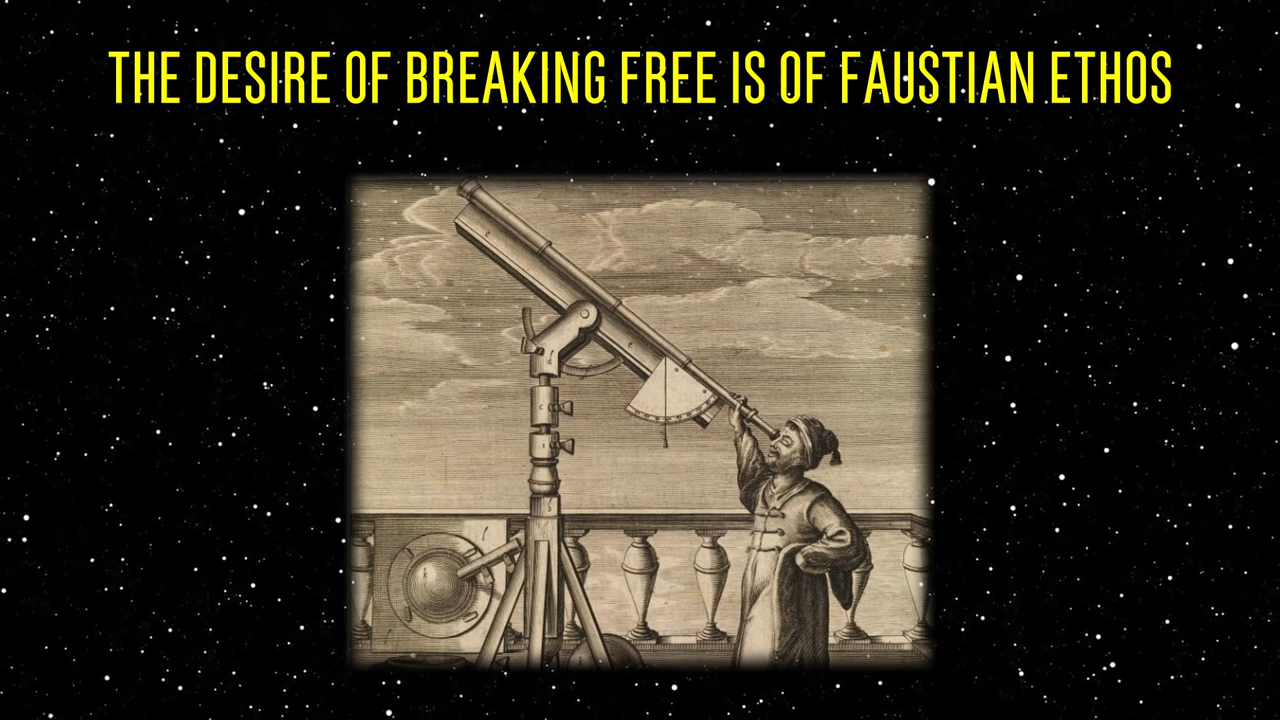 THE DESIRE OF BREAKING FREE IS OF FAUSTIAN ETHOS